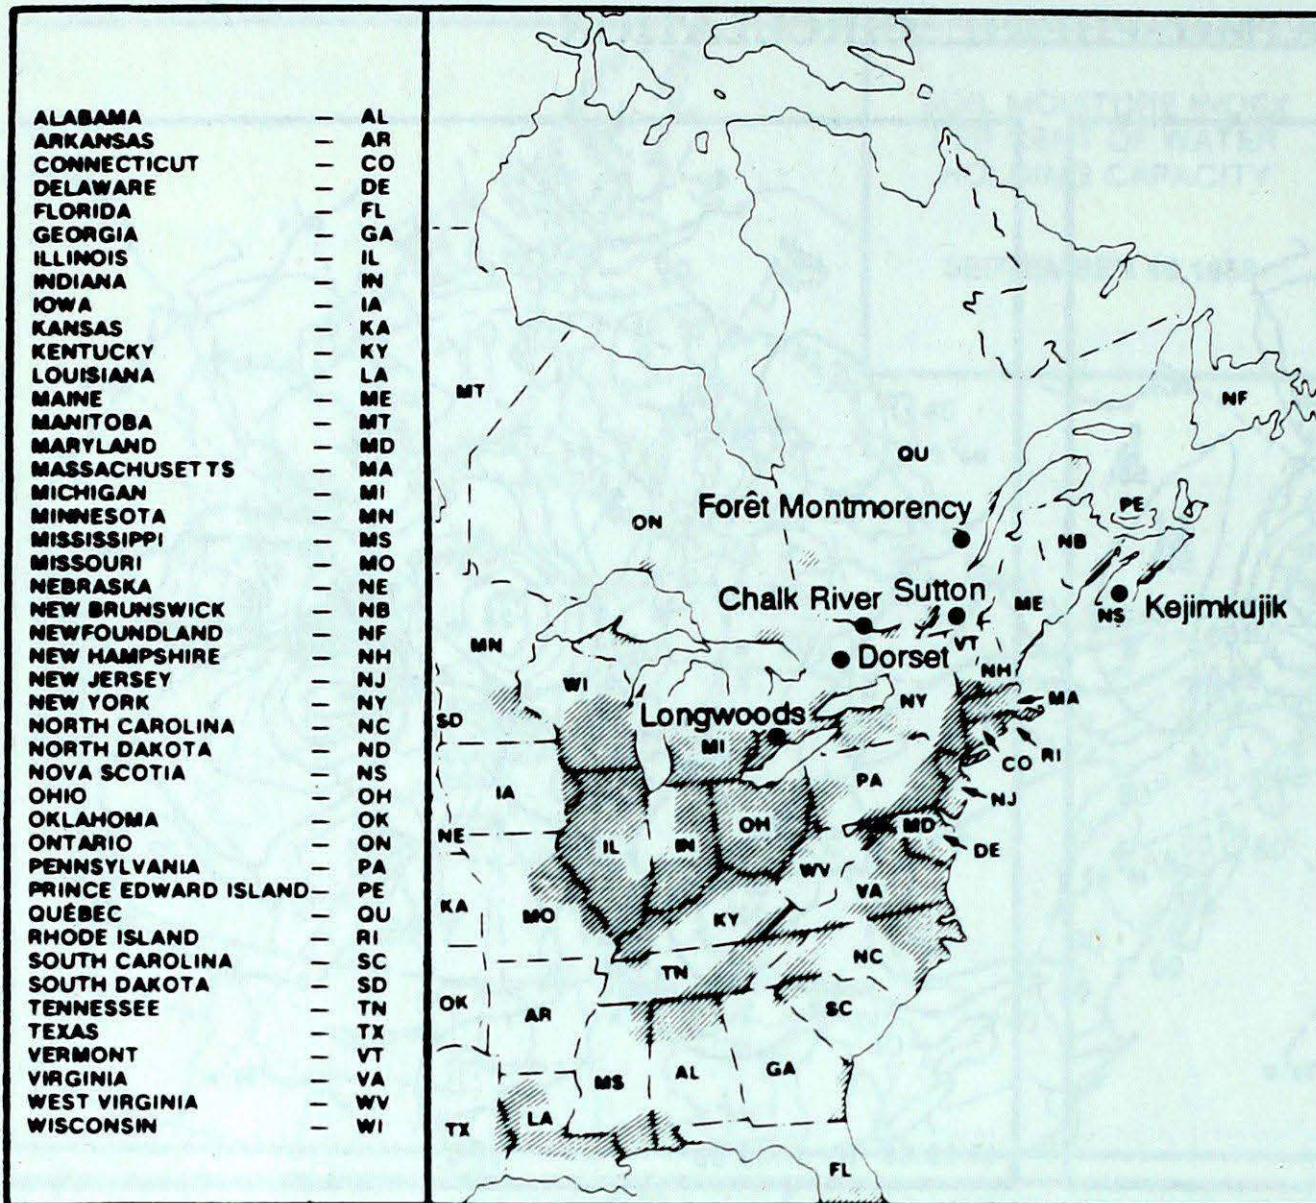 ALABAMA – AL
ARKANSAS – AR
CONNECTICUT – CO
DELAWARE – DE
FLORIDA – FL
GEORGIA – GA
ILLINOIS – IL
INDIANA – IN
IOWA – IA
KANSAS – KA
KENTUCKY – KY
LOUISIANA – LA
MAINE – ME
MANITOBA – MT
MARYLAND – MD
MASSACHUSETTS – MA
MICHIGAN – MI
MINNESOTA – MN
MISSISSIPPI – MS
MISSOURI – MO
NEBRASKA – NE
NEW BRUNSWICK – NB
NEWFOUNDLAND – NF
NEW HAMPSHIRE – NH
NEW JERSEY – NJ
NEW YORK – NY
NORTH CAROLINA – NC
NORTH DAKOTA – ND
NOVA SCOTIA – NS
OHIO – OH
OKLAHOMA – OK
ONTARIO – ON
PENNSYLVANIA – PA
PRINCE EDWARD ISLAND – PE
QUÉBEC – QU
RHODE ISLAND – RI
SOUTH CAROLINA – SC
SOUTH DAKOTA – SD
TENNESSEE – TN
TEXAS – TX
VERMONT – VT
VIRGINIA – VA
WEST VIRGINIA – WV
WISCONSIN – WI
MT
NF
QU
ON
Forêt Montmorency
PE
NB
Chalk River
Sutton
ME
NS
Kejimkujik
MN
VT
Dorset
NH
WI
NY
MA
SD
Longwoods
MI
CO
RI
IA
PA
NJ
NE
IL
IN
OH
MD
DE
WV
VA
KA
MO
KY
NC
TN
OK
AR
SC
MS
AL
GA
LA
TX
FL